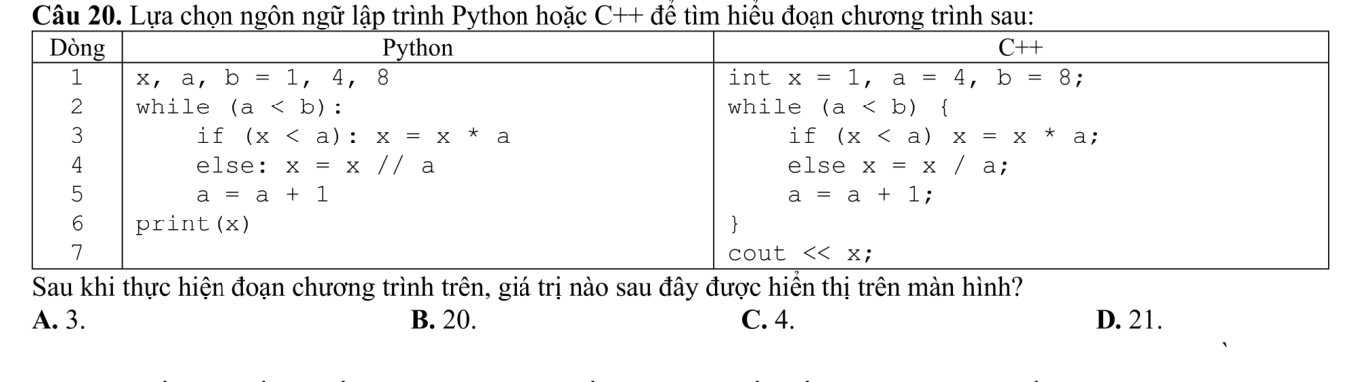 Câu 20. Lựa chọn ngôn ngữ lập trình Python hoặc C++ để tìm hiểu đoạn chương trình sau:
Dòng Python C++
1 x, a, b = 1, 4, 8 int x = 1, a = 4, b = 8;
2 while (a < b): while (a < b) {
3 if (x < a): x = x * a if (x < a) x = x * a;
4 else: x = x // a else x = x / a;
5 a = a + 1 a = a + 1;
6 print(x) }
7 cout << x;
Sau khi thực hiện đoạn chương trình trên, giá trị nào sau đây được hiển thị trên màn hình?
A. 3. B. 20. C. 4. D. 21.